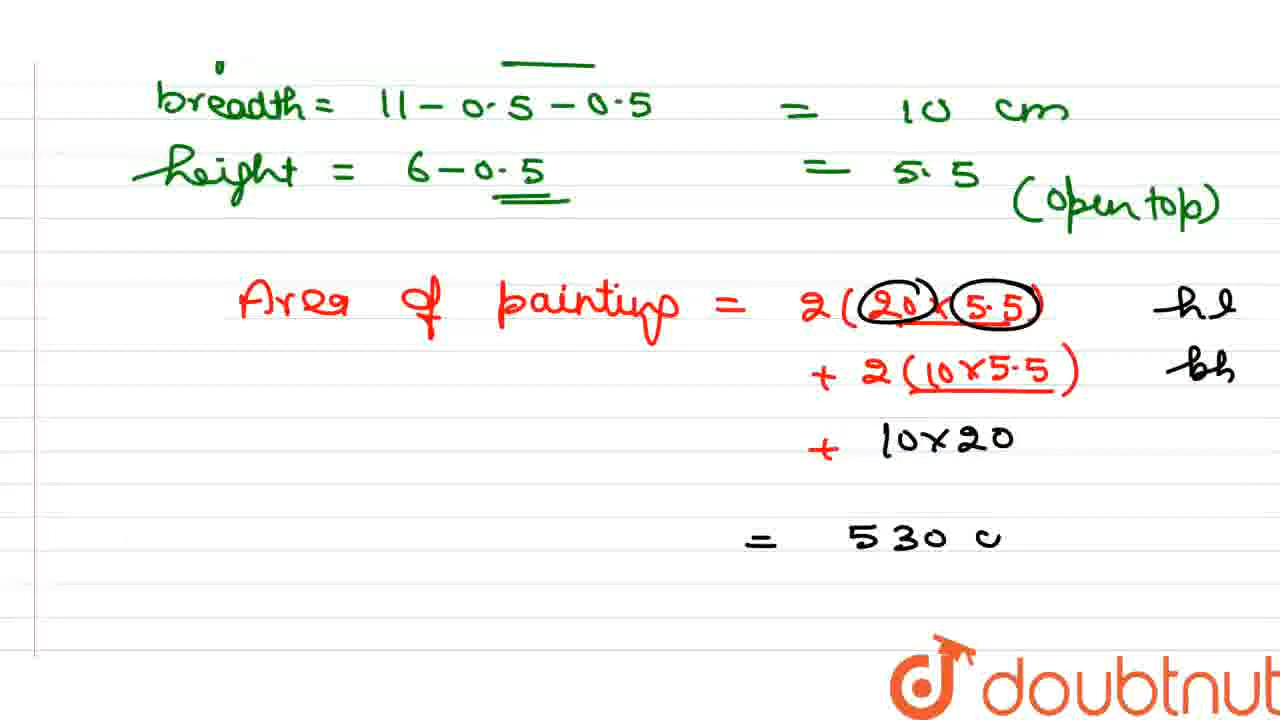 breadth = 11 - 0.5 - 0.5 = 10 cm
height = 6 - 0.5 = 5.5
(open top)
Area of paintings = 2(20 x 5.5) hl
+ 2(10 x 5.5) bh
+ 10 x 20
= 530 c
doubtnut